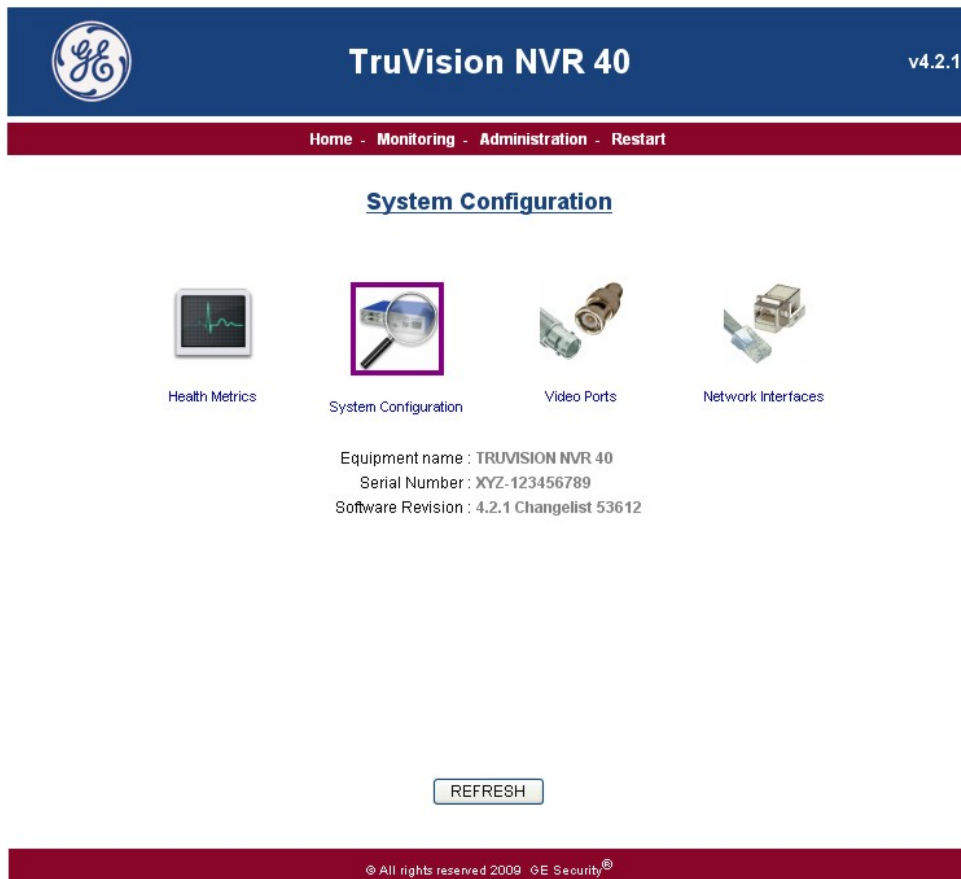 GE
TruVision NVR 40
v4.2.1
Home - Monitoring - Administration - Restart
System Configuration
Health Metrics
System Configuration
Video Ports
Network Interfaces
Equipment name : TRUVISION NVR 40
Serial Number : XYZ-123456789
Software Revision : 4.2.1 Changelist 53612
REFRESH
© All rights reserved 2009 GE Security®